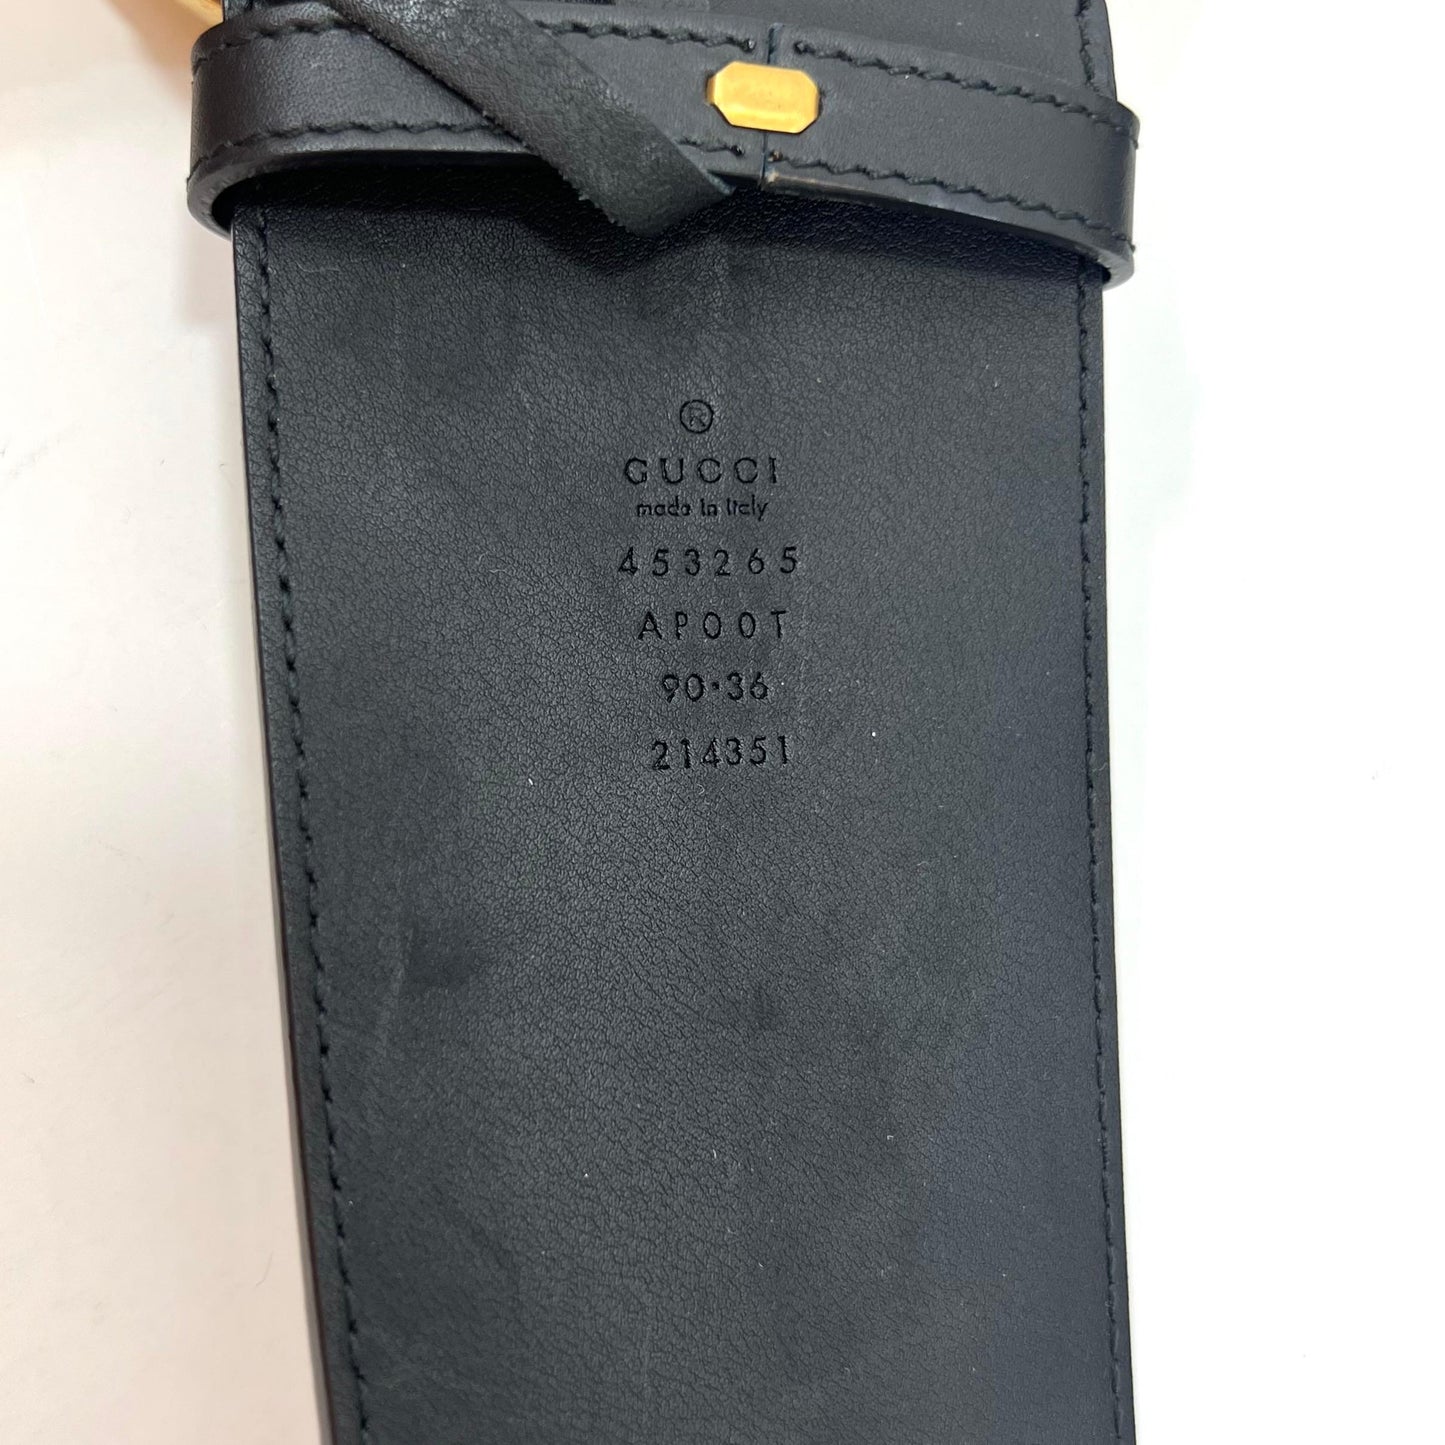 ®
GUCCI
made in Italy
453265
AP00T
90·36
214351